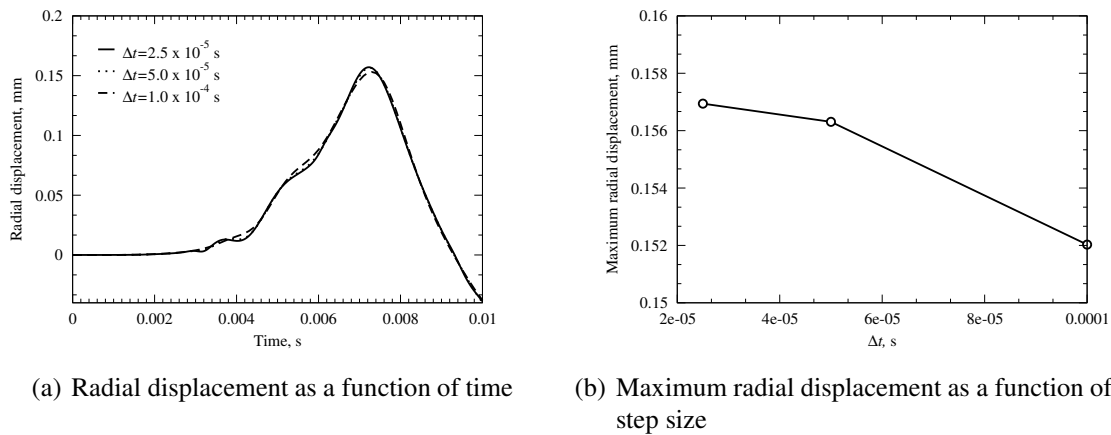 0.2
0.15
0.1
0.05
0
Radial displacement, mm
Δt=2.5 x 10^-5 s
Δt=5.0 x 10^-5 s
Δt=1.0 x 10^-4 s
0 0.002 0.004 0.006 0.008 0.01
Time, s
(a) Radial displacement as a function of time
0.16
0.158
0.156
0.154
0.152
0.15
Maximum radial displacement, mm
2e-05 4e-05 6e-05 8e-05 0.0001
Δt, s
(b) Maximum radial displacement as a function of
step size